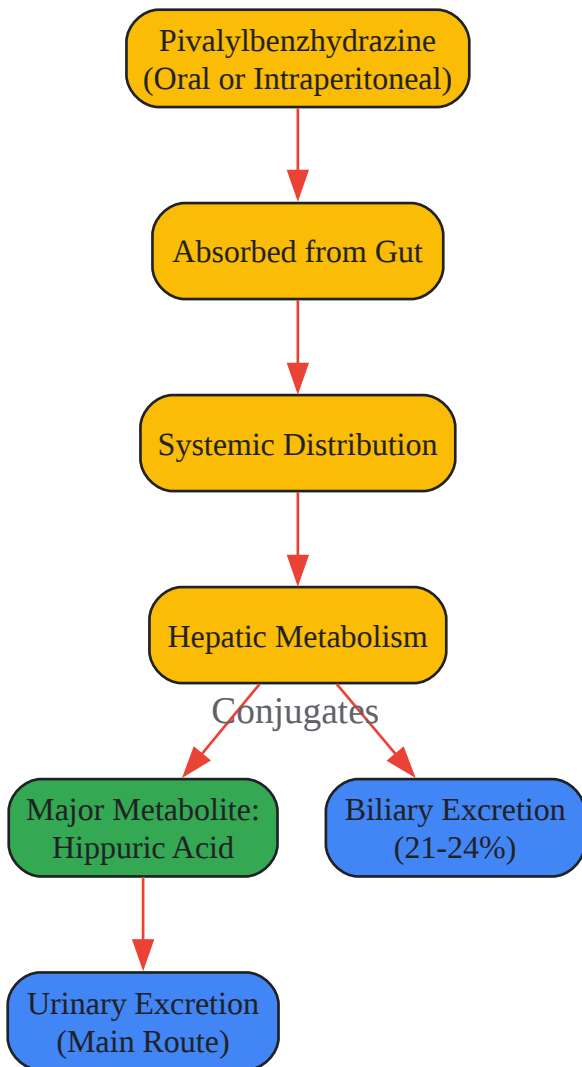 Pivalylbenzhydrazine
(Oral or Intraperitoneal)
Absorbed from Gut
Systemic Distribution
Hepatic Metabolism
Conjugates
Major Metabolite:
Hippuric Acid
Biliary Excretion
(21-24%)
Urinary Excretion
(Main Route)